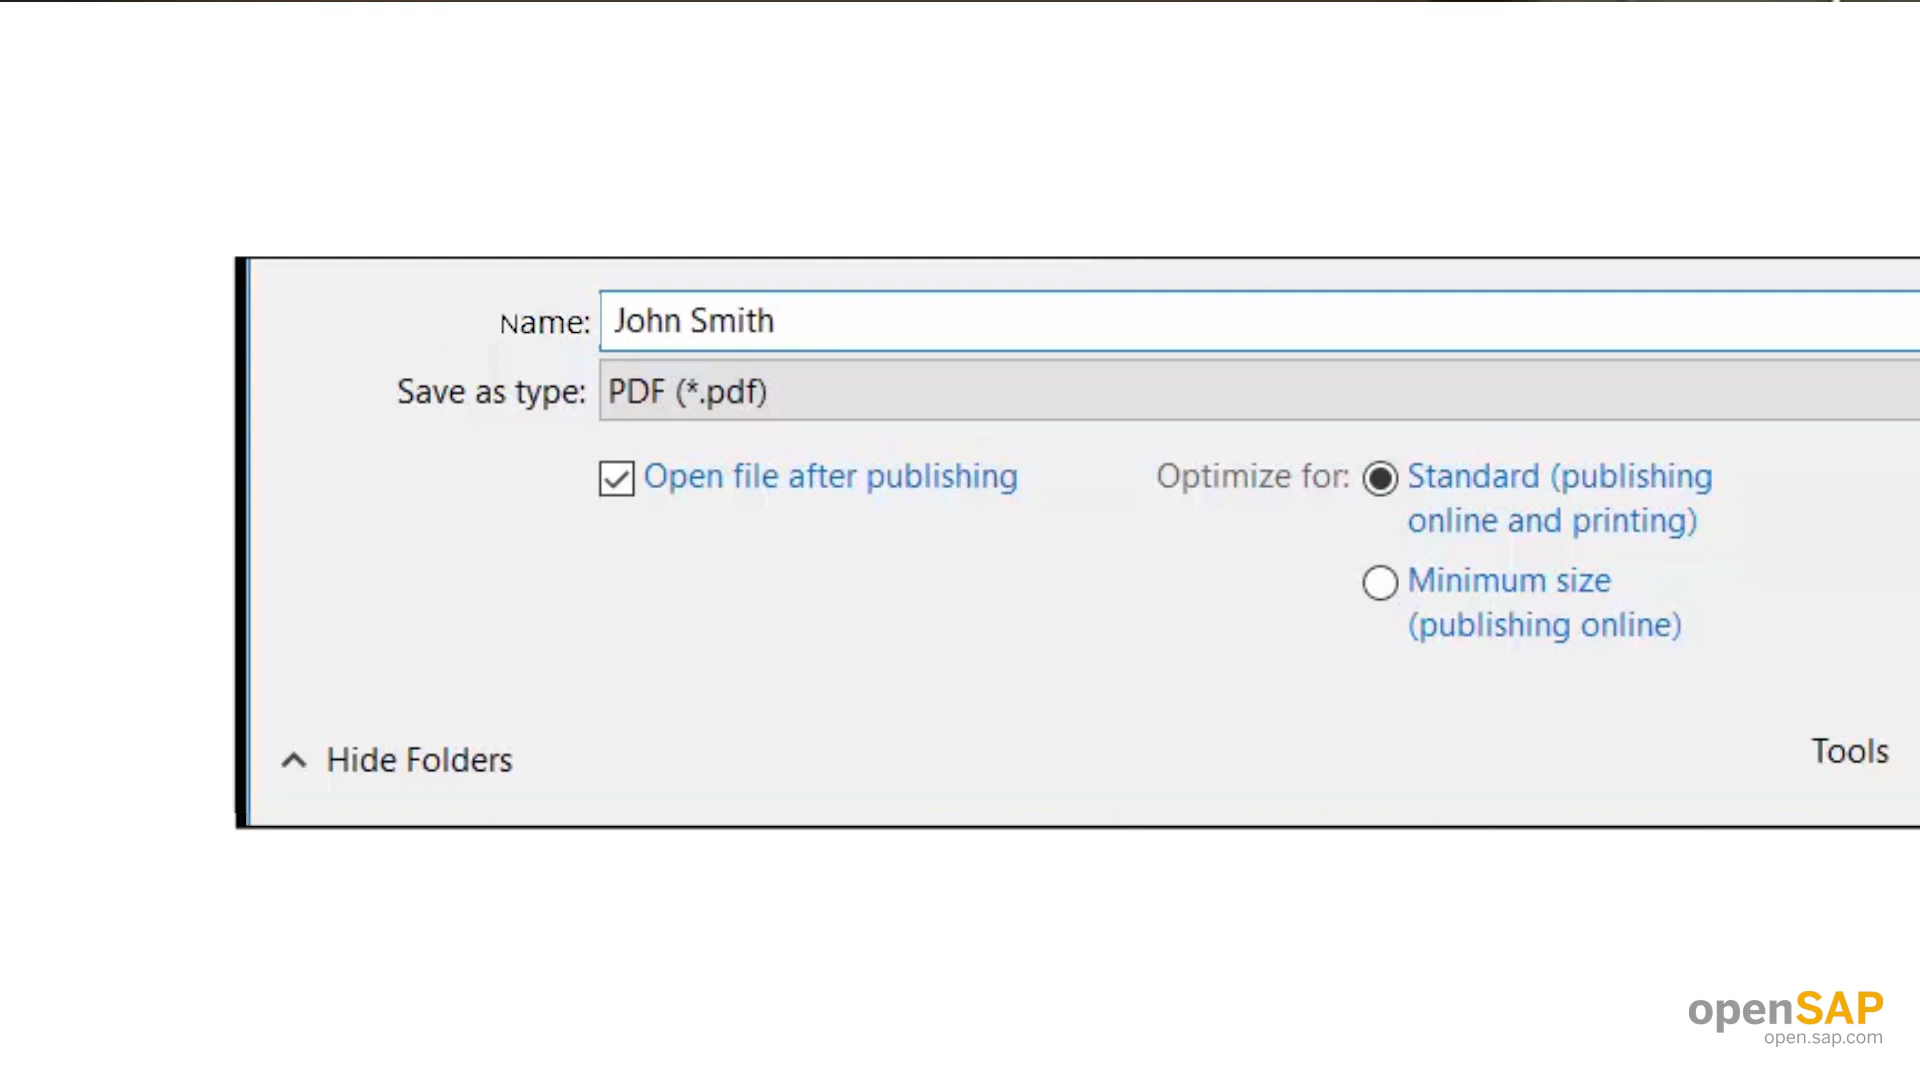 Name: John Smith
Save as type: PDF (*.pdf)
Open file after publishing
Optimize for: Standard (publishing
online and printing)
Minimum size
(publishing online)
Hide Folders
Tools
openSAP
open.sap.com